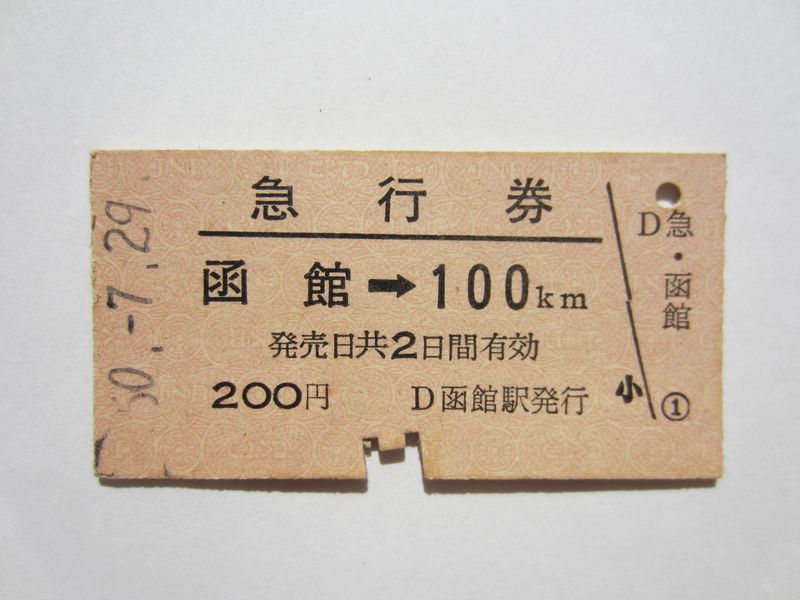 急行券
函館➡100km
発売日共2日間有効
200円 D函館駅発行
小
D急・函館
①
50.-7.29.